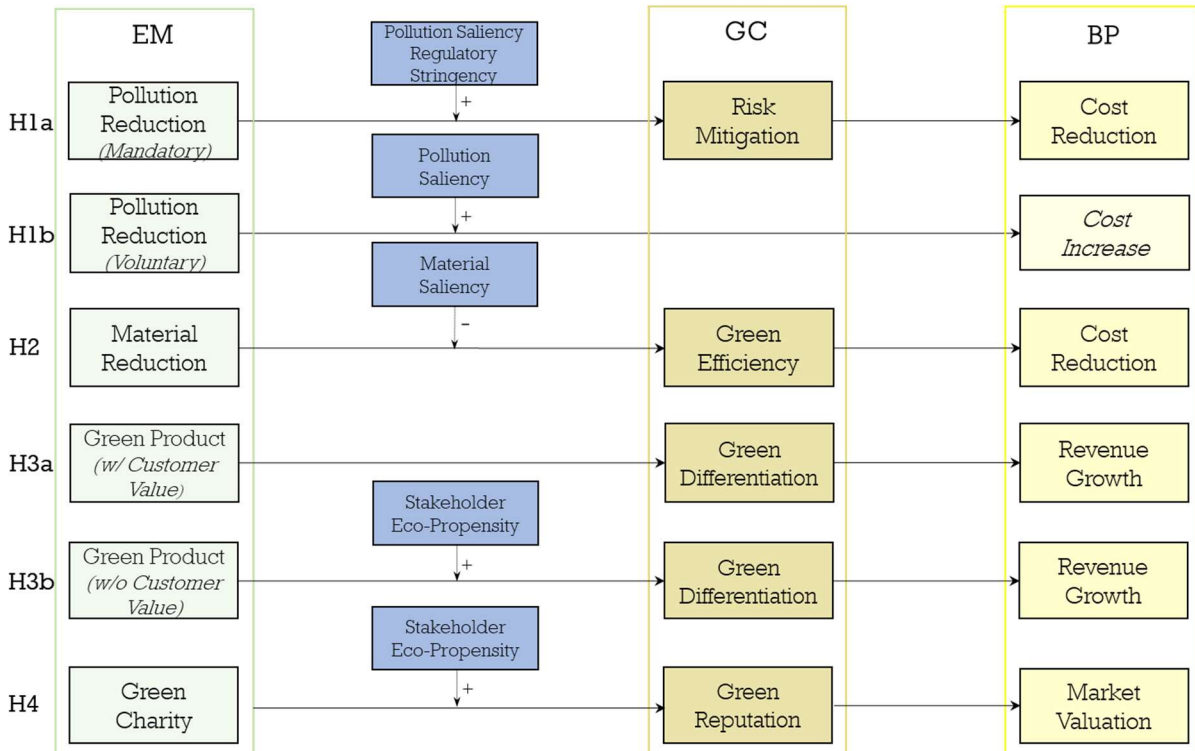 EM
GC
BP
Pollution Saliency
Regulatory
Stringency
+
H1a
Pollution
Reduction
(Mandatory)
Risk
Mitigation
Cost
Reduction
Pollution
Saliency
+
H1b
Pollution
Reduction
(Voluntary)
Cost
Increase
Material
Saliency
-
H2
Material
Reduction
Green
Efficiency
Cost
Reduction
H3a
Green Product
(w/ Customer
Value)
Green
Differentiation
Revenue
Growth
Stakeholder
Eco-Propensity
+
H3b
Green Product
(w/o Customer
Value)
Green
Differentiation
Revenue
Growth
Stakeholder
Eco-Propensity
+
H4
Green
Charity
Green
Reputation
Market
Valuation